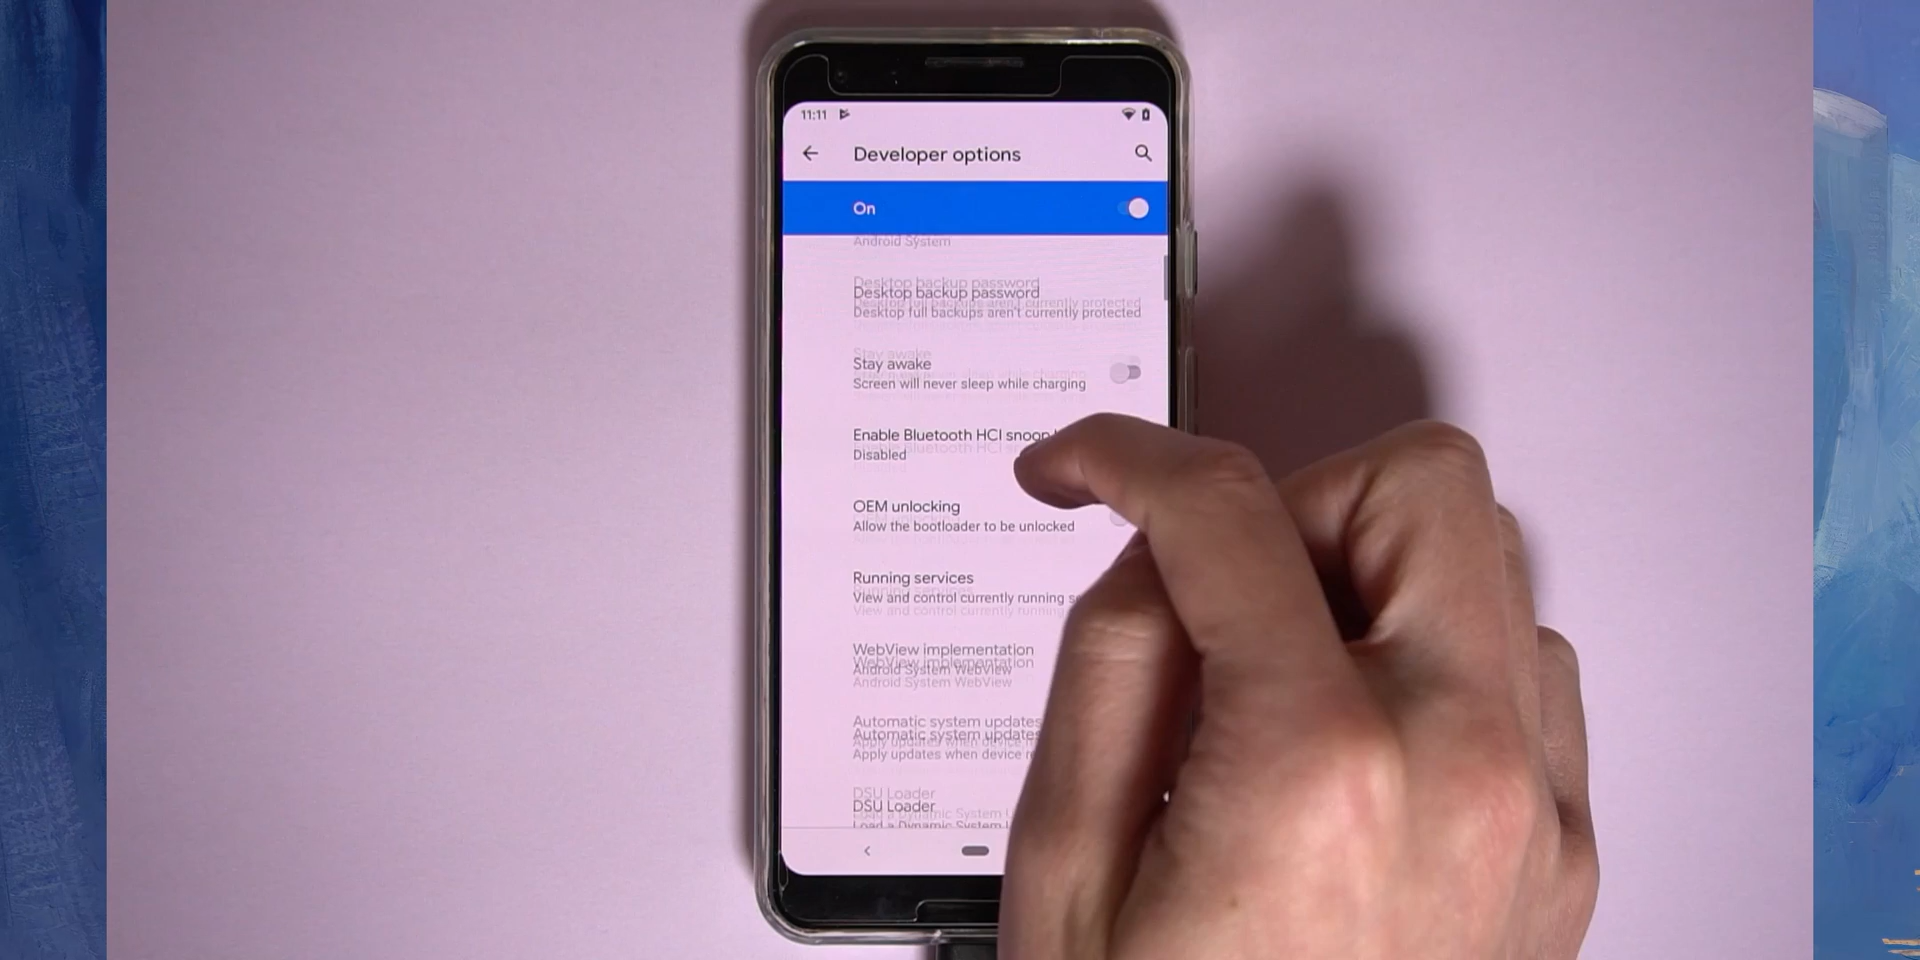 11:11
Developer options
On
Android System
Desktop backup password
Desktop full backups aren't currently protected
Stay awake
Screen will never sleep while charging
Enable Bluetooth HCI snoop
Disabled
OEM unlocking
Allow the bootloader to be unlocked
Running services
View and control currently running
WebView implementation
Android System WebView
Automatic system updates
Apply updates when device
DSU Loader
Load a Dynamic System